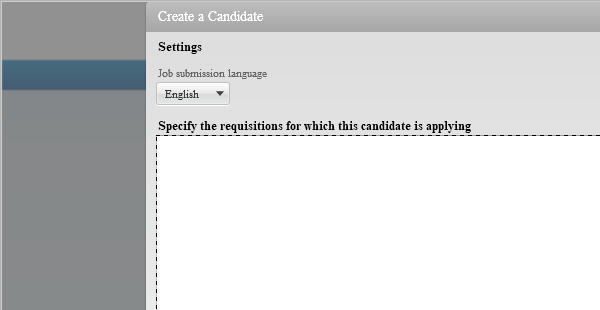 Create a Candidate
Settings
Job submission language
English
Specify the requisitions for which this candidate is applying